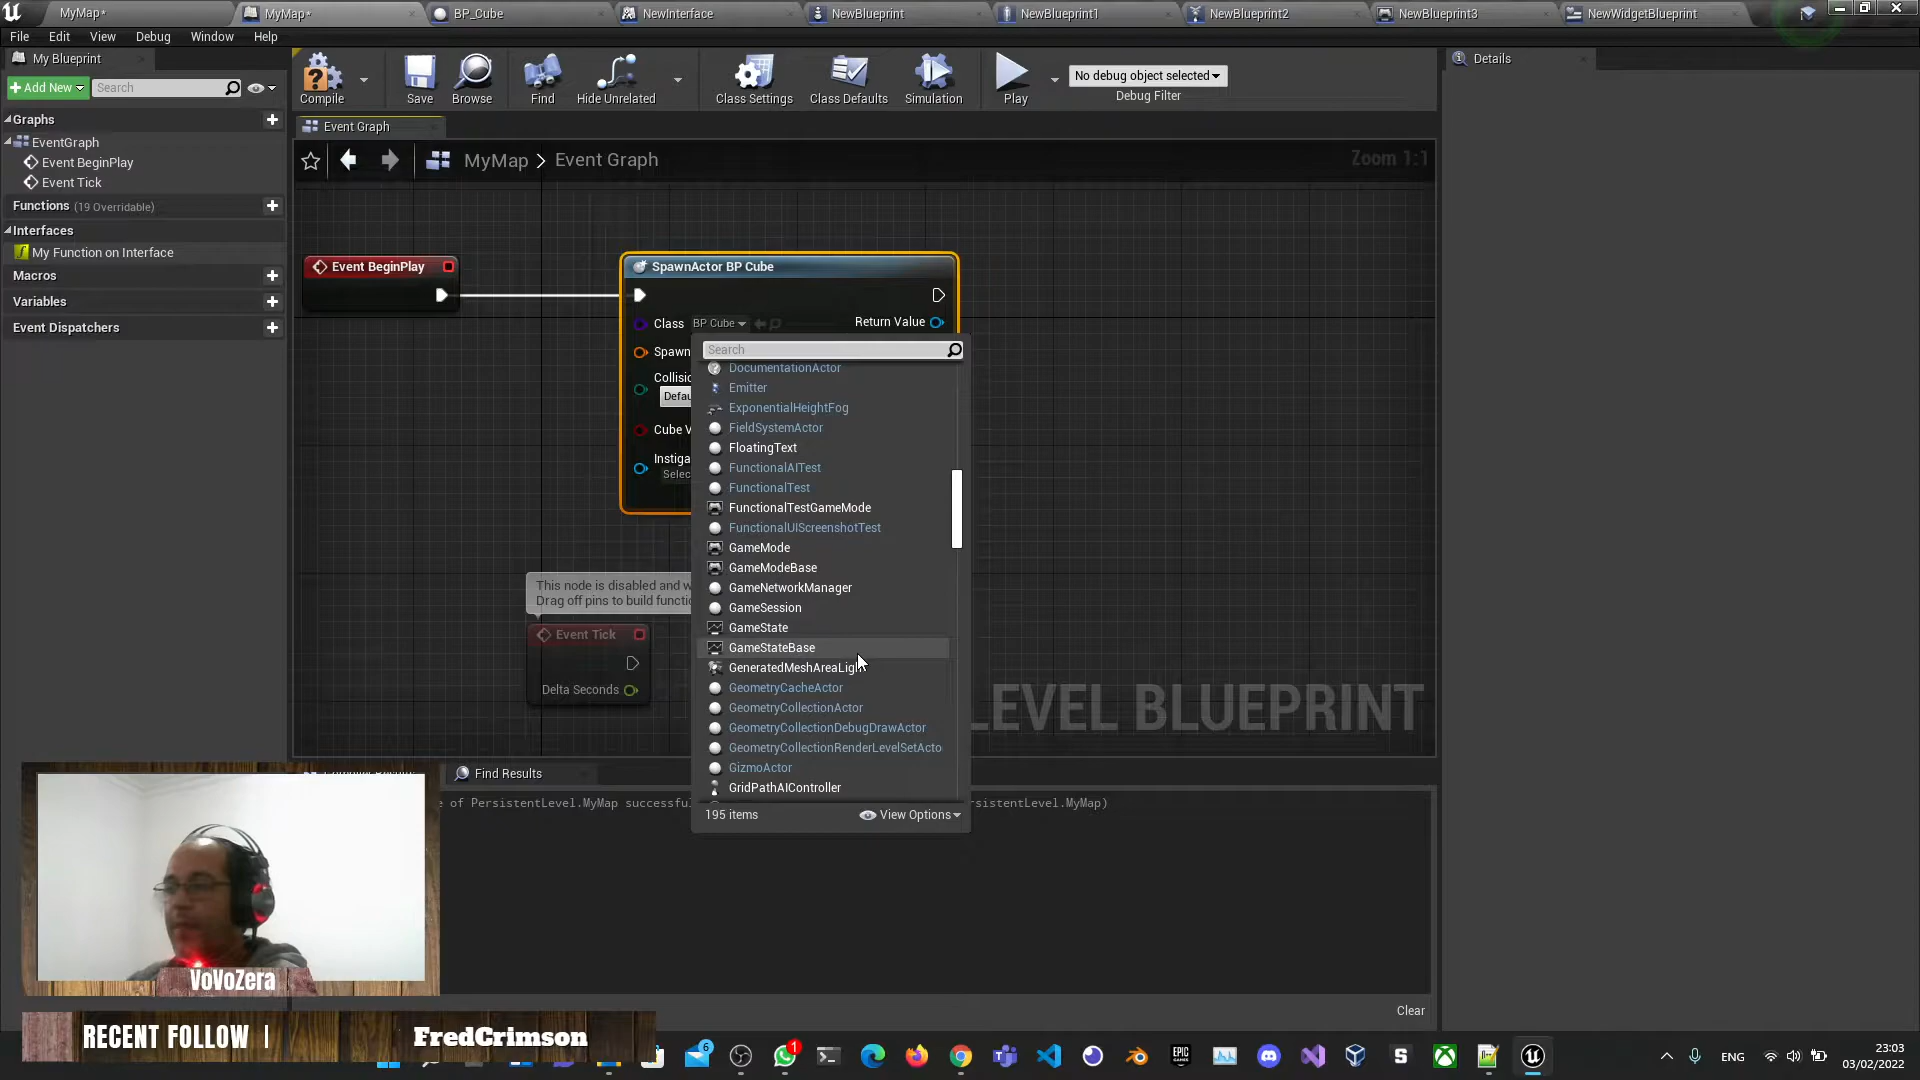 MyMap*
MyMap*
BP_Cube
NewInterface
NewBlueprint
NewBlueprint1
NewBlueprint2
NewBlueprint3
NewWidgetBlueprint
File Edit View Debug Window Help
My Blueprint
Add New
Search
Graphs
EventGraph
Event BeginPlay
Event Tick
Functions (19 Overridable)
Interfaces
My Function on Interface
Macros
Variables
Event Dispatchers
Compile
Save
Browse
Find
Hide Unrelated
Class Settings
Class Defaults
Simulation
Play
No debug object selected
Debug Filter
Details
Event Graph
MyMap > Event Graph
Zoom 1:1
Event BeginPlay
SpawnActor BP Cube
Class BP Cube
Return Value
Spawn
Collisio
Defau
Cube V
Instiga
Selec
Search
DocumentationActor
Emitter
ExponentialHeightFog
FieldSystemActor
FloatingText
FunctionalAITest
FunctionalTest
FunctionalTestGameMode
FunctionalUIScreenshotTest
GameMode
GameModeBase
GameNetworkManager
GameSession
GameState
GameStateBase
GeneratedMeshAreaLigh
GeometryCacheActor
GeometryCollectionActor
GeometryCollectionDebugDrawActor
GeometryCollectionRenderLevelSetActo
GizmoActor
GridPathAIController
195 items
View Options
This node is disabled and w
Drag off pins to build functio
Event Tick
Delta Seconds
LEVEL BLUEPRINT
Find Results
e of PersistentLevel.MyMap successful
rsistentLevel.MyMap)
Clear
VoVoZera
RECENT FOLLOW |
FredCrimson
6
1
ENG
23:03
03/02/2022